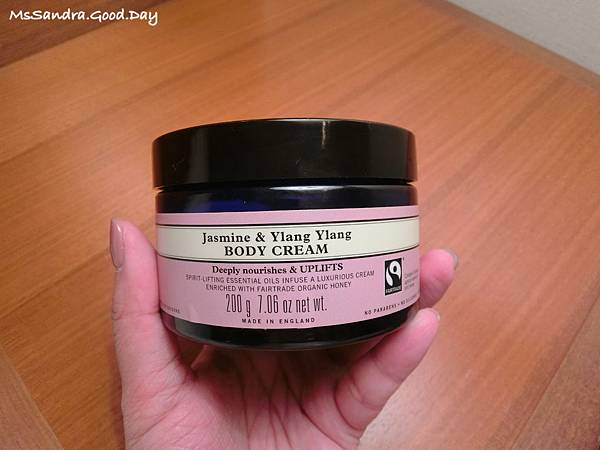 MsSandra.Good.Day
Jasmine & Ylang Ylang
BODY CREAM
Deeply nourishes & UPLIFTS
SPIRIT-LIFTING ESSENTIAL OILS INFUSE A LUXURIOUS CREAM
ENRICHED WITH FAIRTRADE ORGANIC HONEY
200 g 7.06 oz net wt.
MADE IN ENGLAND
FAIRTRADE
NO PARABENS • NO